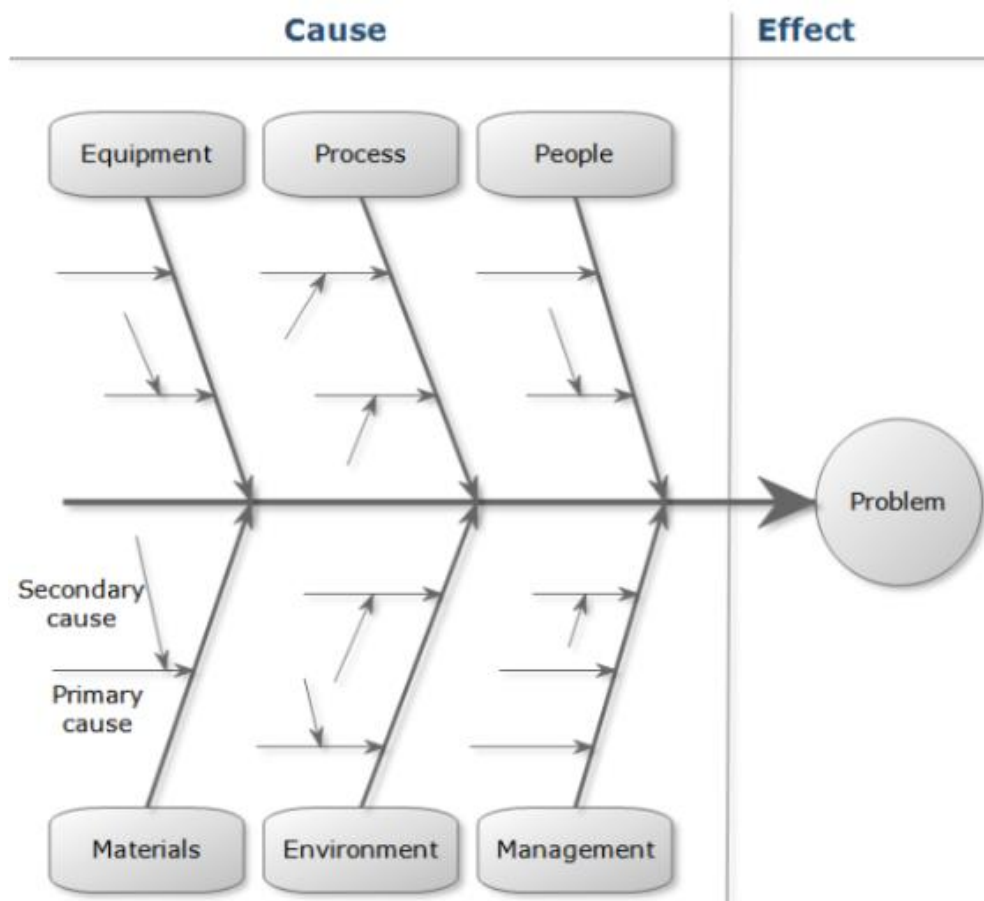 Cause
Effect
Equipment
Process
People
Problem
Secondary
cause
Primary
cause
Materials
Environment
Management